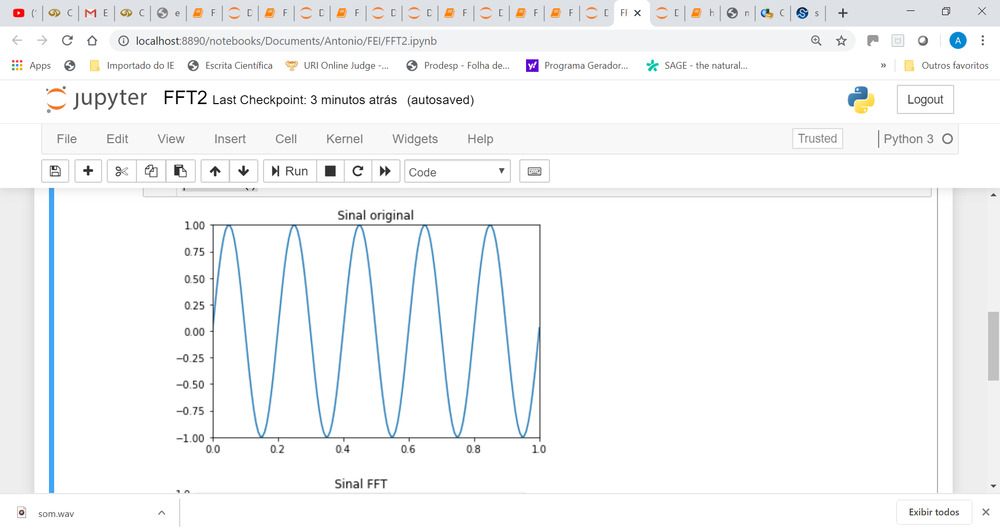 ( C E C e F D F D F D D F D F F D FF × D h n C s
localhost:8890/notebooks/Documents/Antonio/FEI/FFT2.ipynb A
Apps Importado do IE Escrita Científica URI Online Judge -... Prodesp - Folha de... y! Programa Gerador... SAGE - the natural... » Outros favoritos
jupyter FFT2 Last Checkpoint: 3 minutos atrás (autosaved) Logout
File Edit View Insert Cell Kernel Widgets Help Trusted Python 3
Run Code
Sinal original
1.00
0.75
0.50
0.25
0.00
−0.25
−0.50
−0.75
−1.00
0.0 0.2 0.4 0.6 0.8 1.0
Sinal FFT
1.0
som.wav Exibir todos